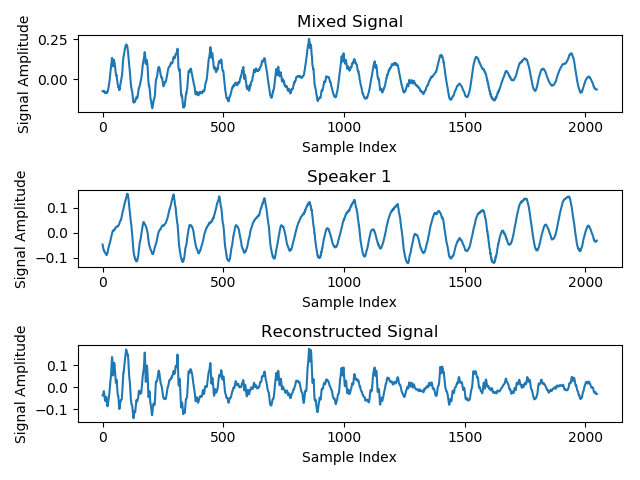 Mixed Signal
Signal Amplitude
0.25
0.00
0 500 1000 1500 2000
Sample Index
Speaker 1
Signal Amplitude
0.1
0.0
−0.1
0 500 1000 1500 2000
Sample Index
Reconstructed Signal
Signal Amplitude
0.1
0.0
−0.1
0 500 1000 1500 2000
Sample Index